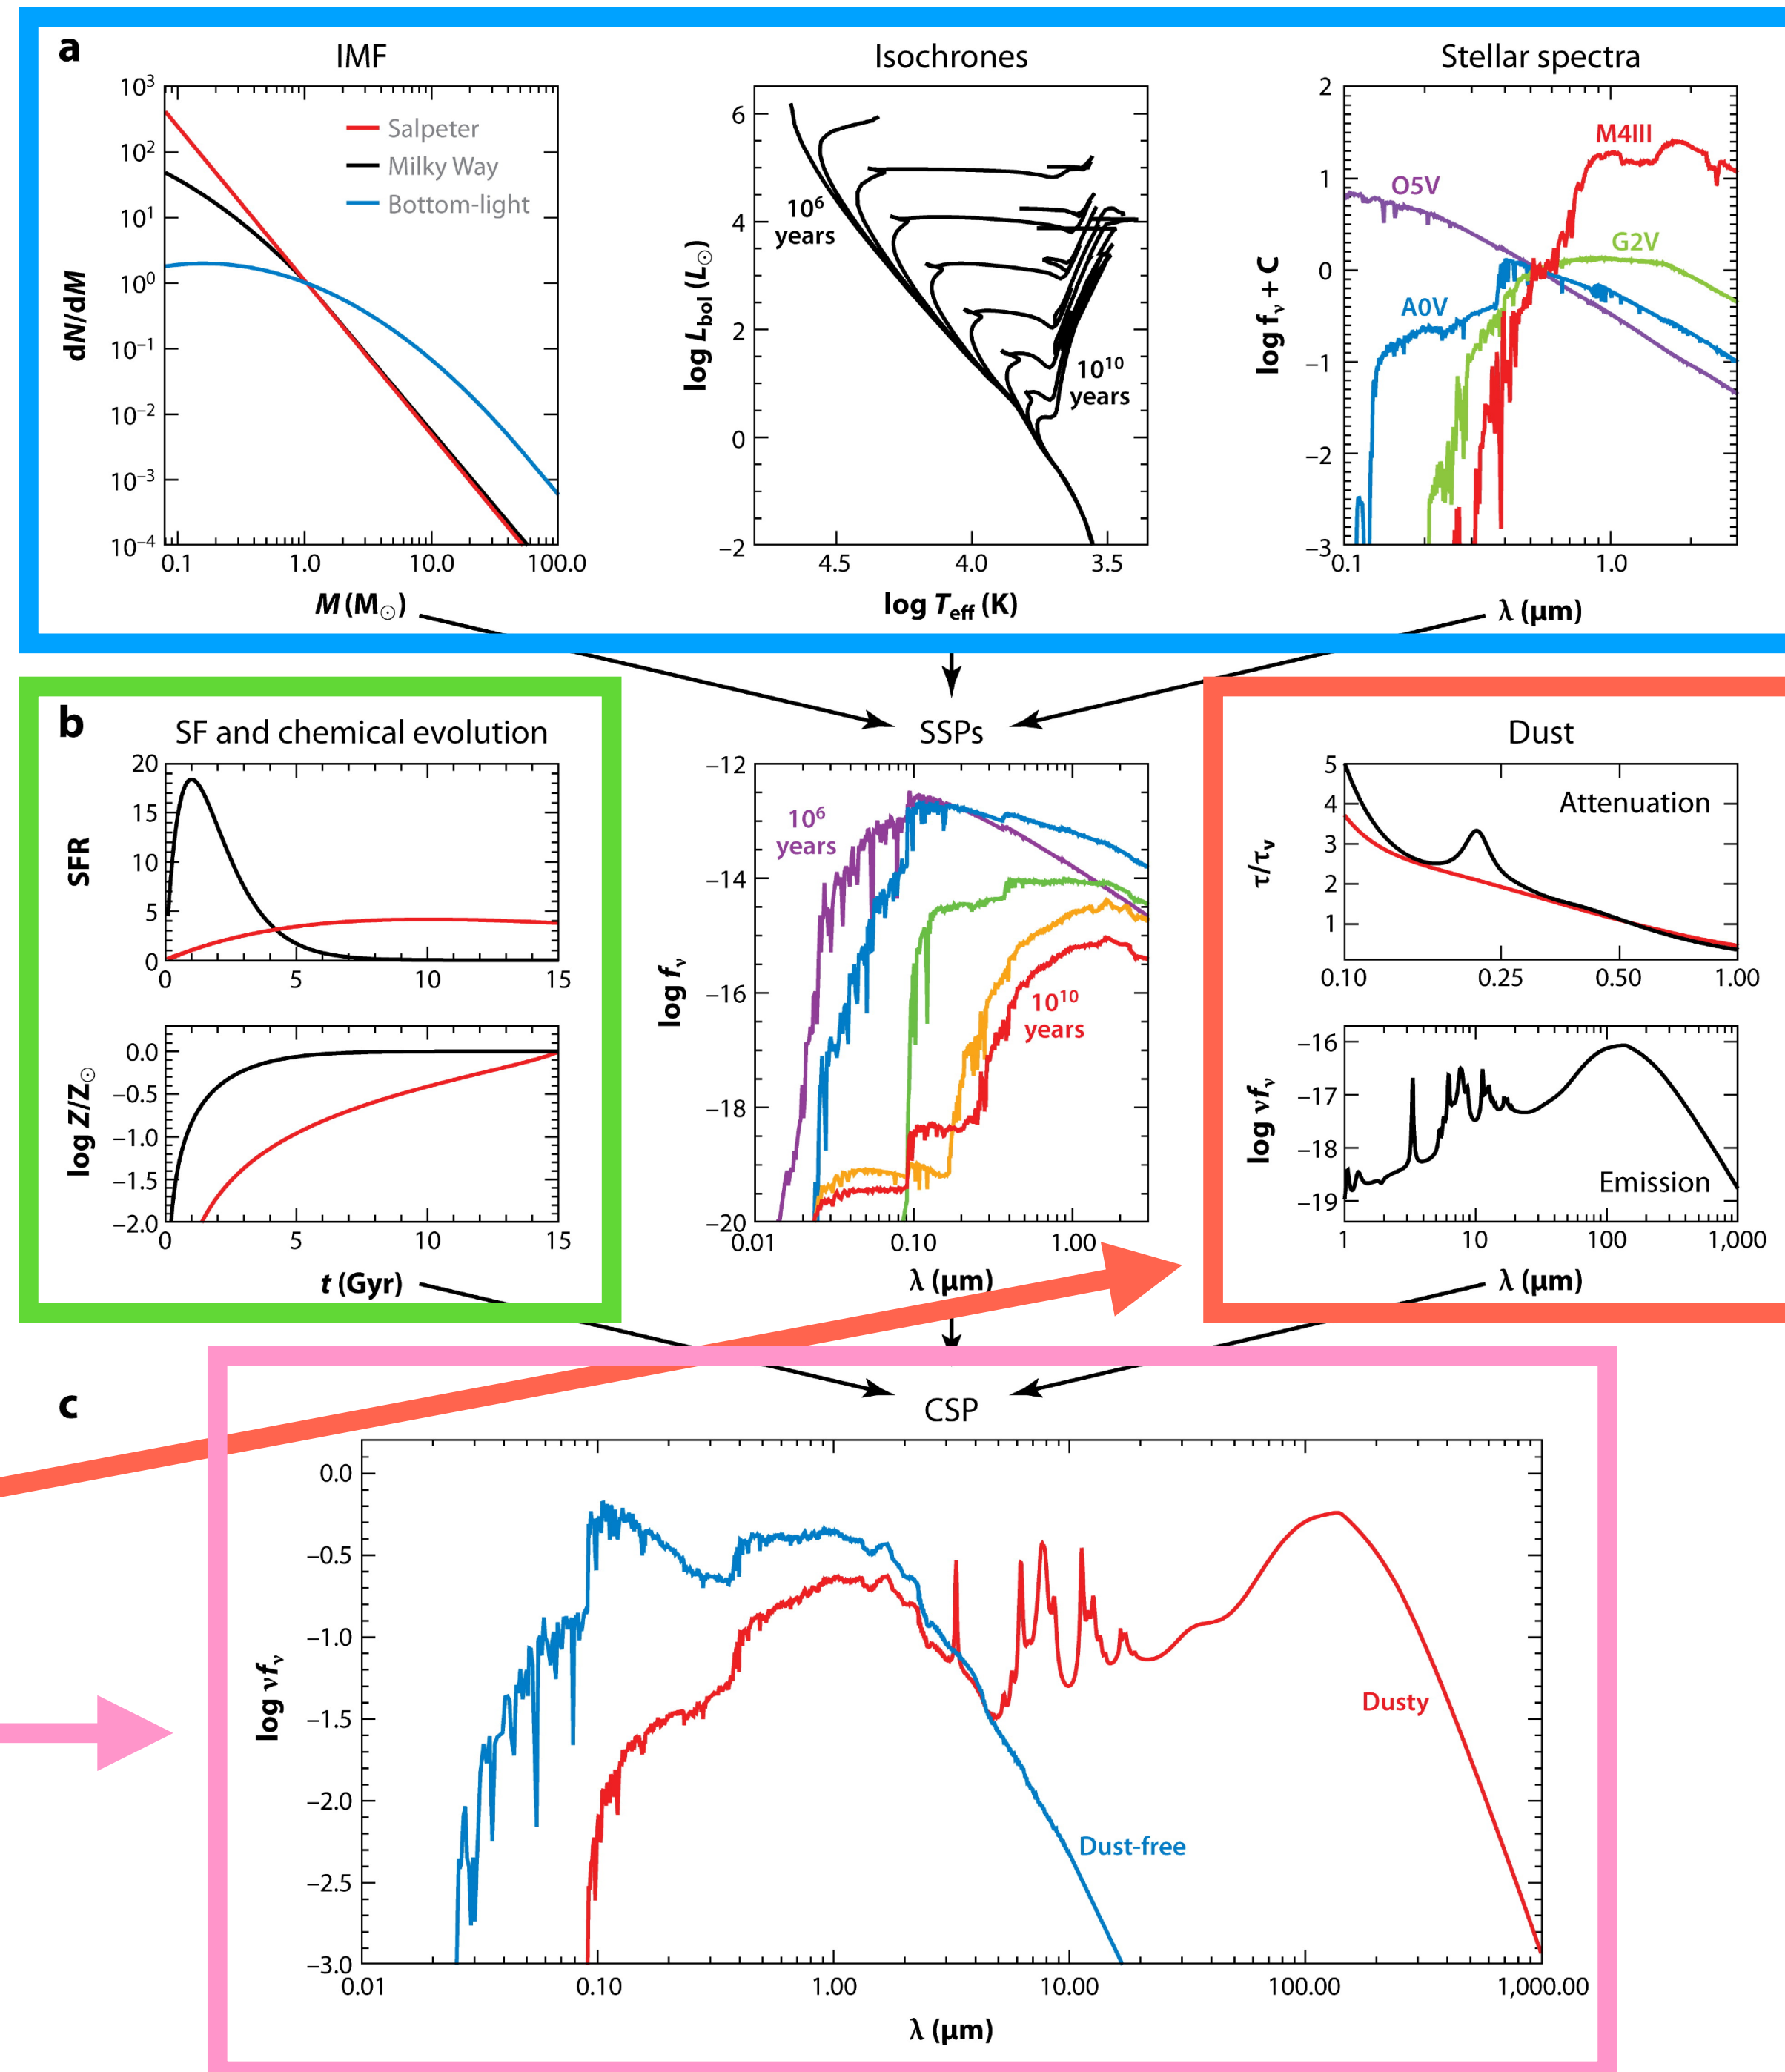 a
IMF
Isochrones
Stellar spectra
10³
10²
10¹
10⁰
10⁻¹
10⁻²
10⁻³
10⁻⁴
dN/dM
Salpeter
Milky Way
Bottom-light
0.1
1.0
10.0
100.0
M (M☉)
6
4
2
0
−2
log Lbol (L☉)
10⁶
years
10¹⁰
years
4.5
4.0
3.5
log Teff (K)
2
1
0
−1
−2
−3
log fν + C
M4III
O5V
G2V
A0V
0.1
1.0
λ (μm)
b
SF and chemical evolution
20
15
10
5
0
SFR
0
5
10
15
0.0
−0.5
−1.0
−1.5
−2.0
log Z/Z☉
0
5
10
15
t (Gyr)
SSPs
−12
−14
−16
−18
−20
log fν
10⁶
years
10¹⁰
years
0.01
0.10
1.00
λ (μm)
Dust
5
4
3
2
1
τ/τv
Attenuation
0.10
0.25
0.50
1.00
−16
−17
−18
−19
log νfν
Emission
1
10
100
1,000
λ (μm)
c
CSP
0.0
−0.5
−1.0
−1.5
−2.0
−2.5
−3.0
log νfν
Dusty
Dust-free
0.01
0.10
1.00
10.00
100.00
1,000.00
λ (μm)